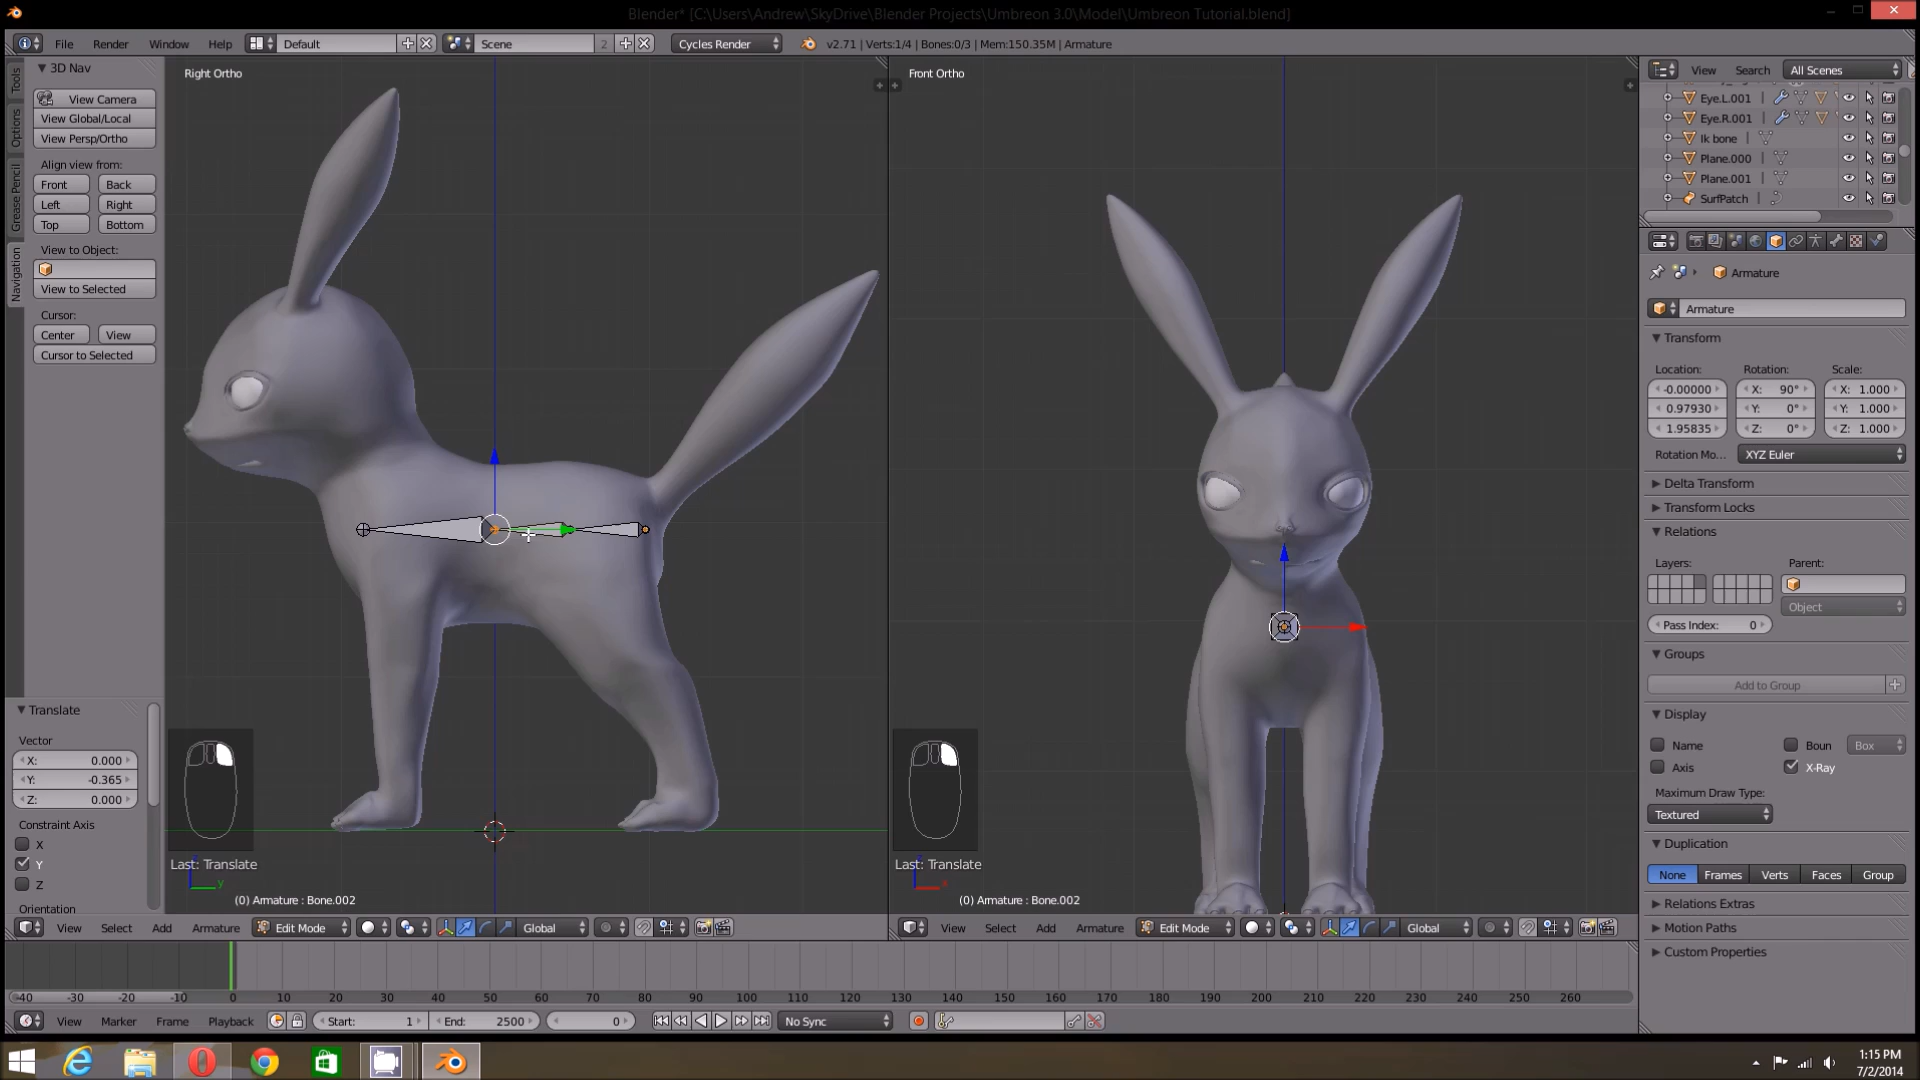 Blender* [C:\Users\Andrew\SkyDrive\Blender Projects\Umbreon 3.0\Model\Umbreon Tutorial.blend]
File Render Window Help Default Scene 2 Cycles Render v2.71 | Verts:1/4 | Bones:0/3 | Mem:150.35M | Armature
Tools
Options
Grease Pencil
Navigation
3D Nav
View Camera
View Global/Local
View Persp/Ortho
Align view from:
Front Back
Left Right
Top Bottom
View to Object:
View to Selected
Cursor:
Center View
Cursor to Selected
Translate
Vector
X: 0.000
Y: -0.365
Z: 0.000
Constraint Axis
X
Y
Z
Orientation
Right Ortho
Last: Translate
y
(0) Armature : Bone.002
View Select Add Armature Edit Mode Global
Front Ortho
Last: Translate
(0) Armature : Bone.002
View Select Add Armature Edit Mode Global
View Search All Scenes
Eye.L.001
Eye.R.001
Ik bone
Plane.000
Plane.001
SurfPatch
Armature
Armature
Transform
Location: Rotation: Scale:
-0.00000 X: 90° X: 1.000
0.97930 Y: 0° Y: 1.000
1.95835 Z: 0° Z: 1.000
Rotation Mo... XYZ Euler
Delta Transform
Transform Locks
Relations
Layers: Parent:
Object
Pass Index: 0
Groups
Add to Group
Display
Name Boun Box
Axis X-Ray
Maximum Draw Type:
Textured
Duplication
None Frames Verts Faces Group
Relations Extras
Motion Paths
Custom Properties
-40 -30 -20 -10 0 10 20 30 40 50 60 70 80 90 100 110 120 130 140 150 160 170 180 190 200 210 220 230 240 250 260
View Marker Frame Playback Start: 1 End: 2500 0 No Sync
1:15 PM
7/2/2014